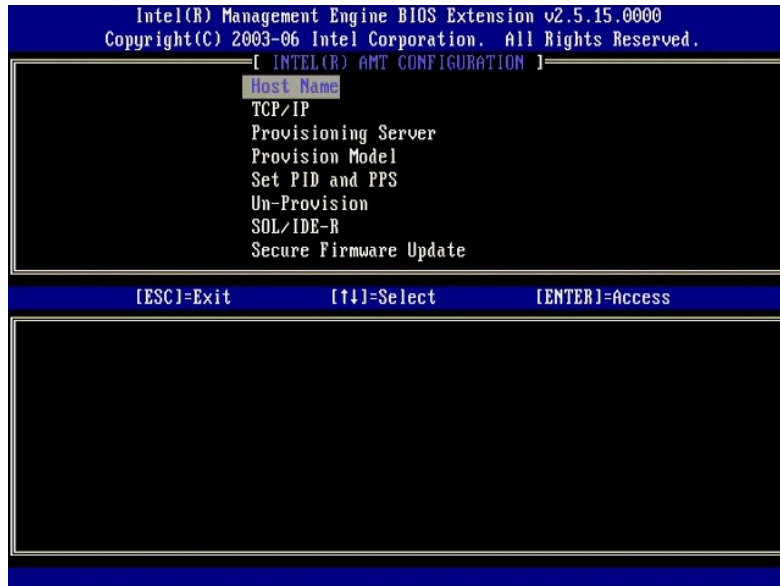 Intel(R) Management Engine BIOS Extension v2.5.15.0000
Copyright(C) 2003-06 Intel Corporation. All Rights Reserved.
[ INTEL(R) AMT CONFIGURATION ]
Host Name
TCP/IP
Provisioning Server
Provision Model
Set PID and PPS
Un-Provision
SOL/IDE-R
Secure Firmware Update
[ESC]=Exit [↑↓]=Select [ENTER]=Access